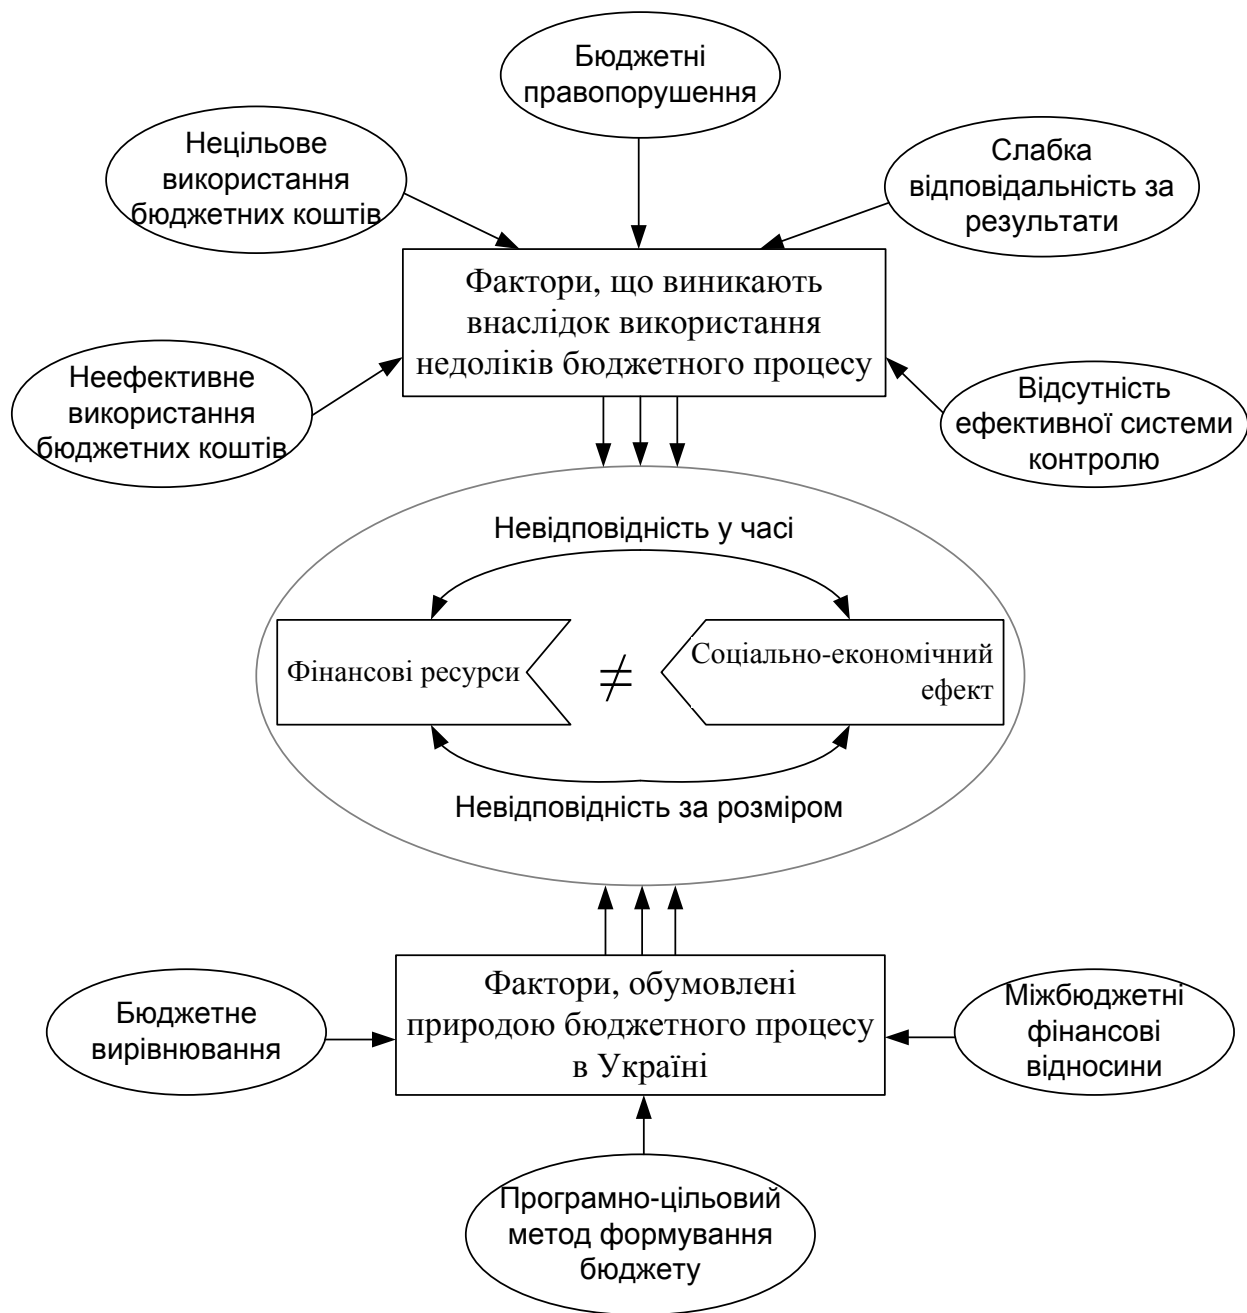 Бюджетні
правопорушення
Нецільове
використання
бюджетних коштів
Слабка
відповідальність за
результати
Фактори, що виникають
внаслідок використання
недоліків бюджетного процесу
Неефективне
використання
бюджетних коштів
Відсутність
ефективної системи
контролю
Невідповідність у часі
Фінансові ресурси
≠
Соціально-економічний
ефект
Невідповідність за розміром
Фактори, обумовлені
природою бюджетного процесу
в Україні
Бюджетне
вирівнювання
Міжбюджетні
фінансові
відносини
Програмно-цільовий
метод формування
бюджету